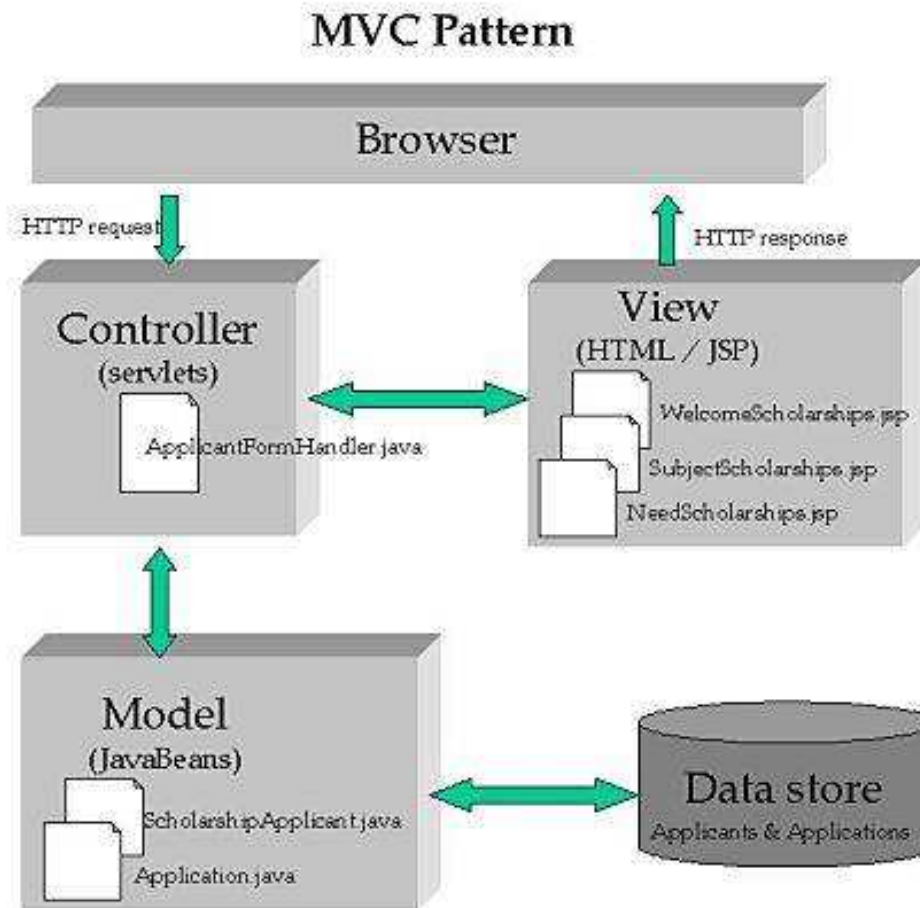 MVC Pattern
Browser
HTTP request
HTTP response
Controller
(servlets)
ApplicantFormHandler.java
View
(HTML / JSP)
WelcomeScholarships.jsp
SubjectScholarships.jsp
NeedScholarships.jsp
Model
(JavaBeans)
ScholarshipApplicant.java
Application.java
Data store
Applicants & Applications